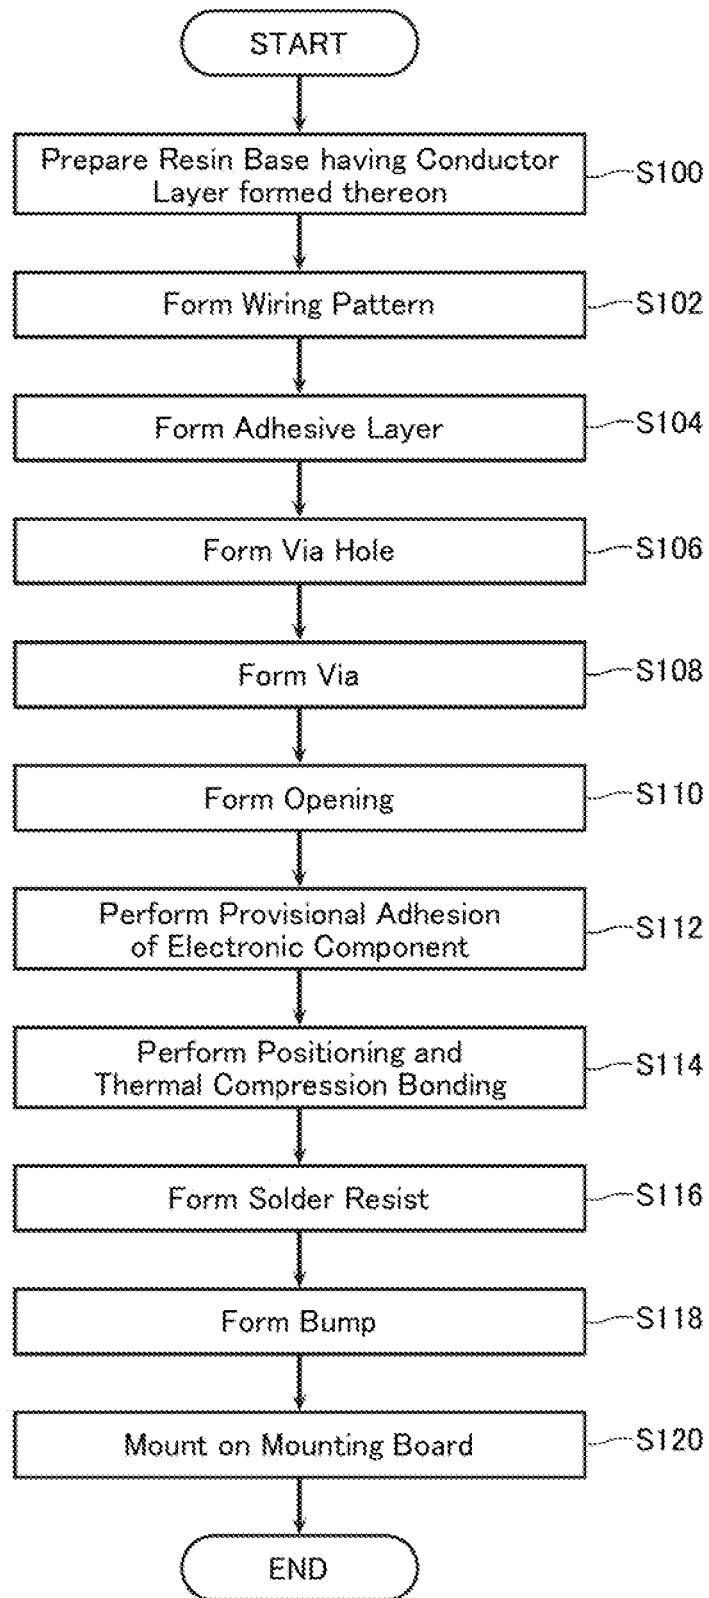 START
Prepare Resin Base having Conductor
Layer formed thereon
S100
Form Wiring Pattern
S102
Form Adhesive Layer
S104
Form Via Hole
S106
Form Via
S108
Form Opening
S110
Perform Provisional Adhesion
of Electronic Component
S112
Perform Positioning and
Thermal Compression Bonding
S114
Form Solder Resist
S116
Form Bump
S118
Mount on Mounting Board
S120
END